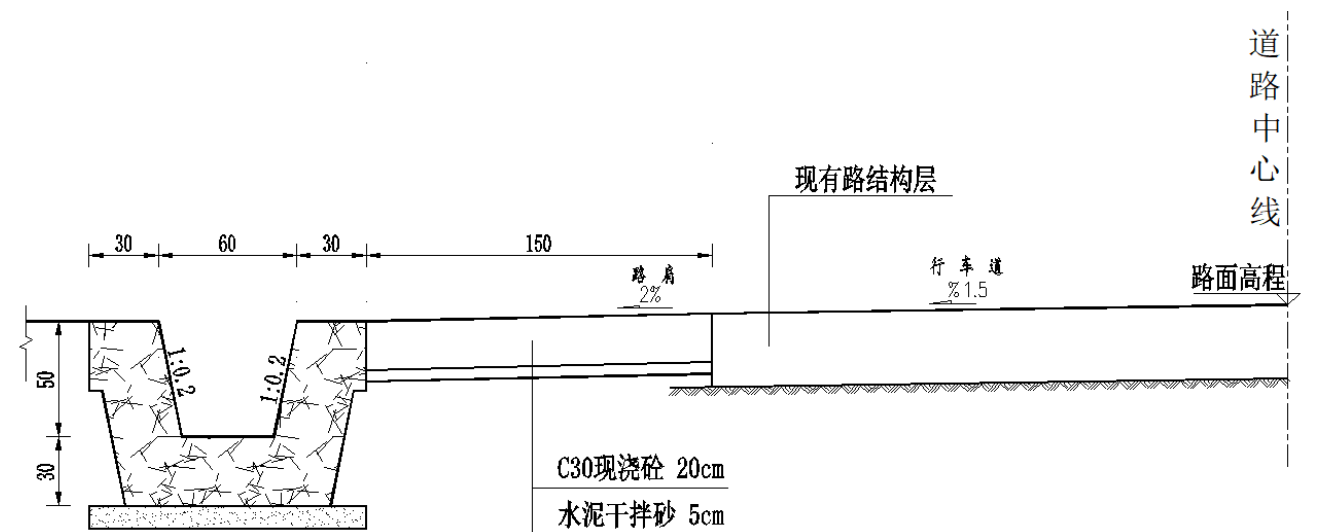 道路中心线
现有路结构层
30
60
30
150
路肩
2%
行车道
%1.5
路面高程
1:0.2
1:0.2
50
30
C30现浇砼 20cm
水泥干拌砂 5cm